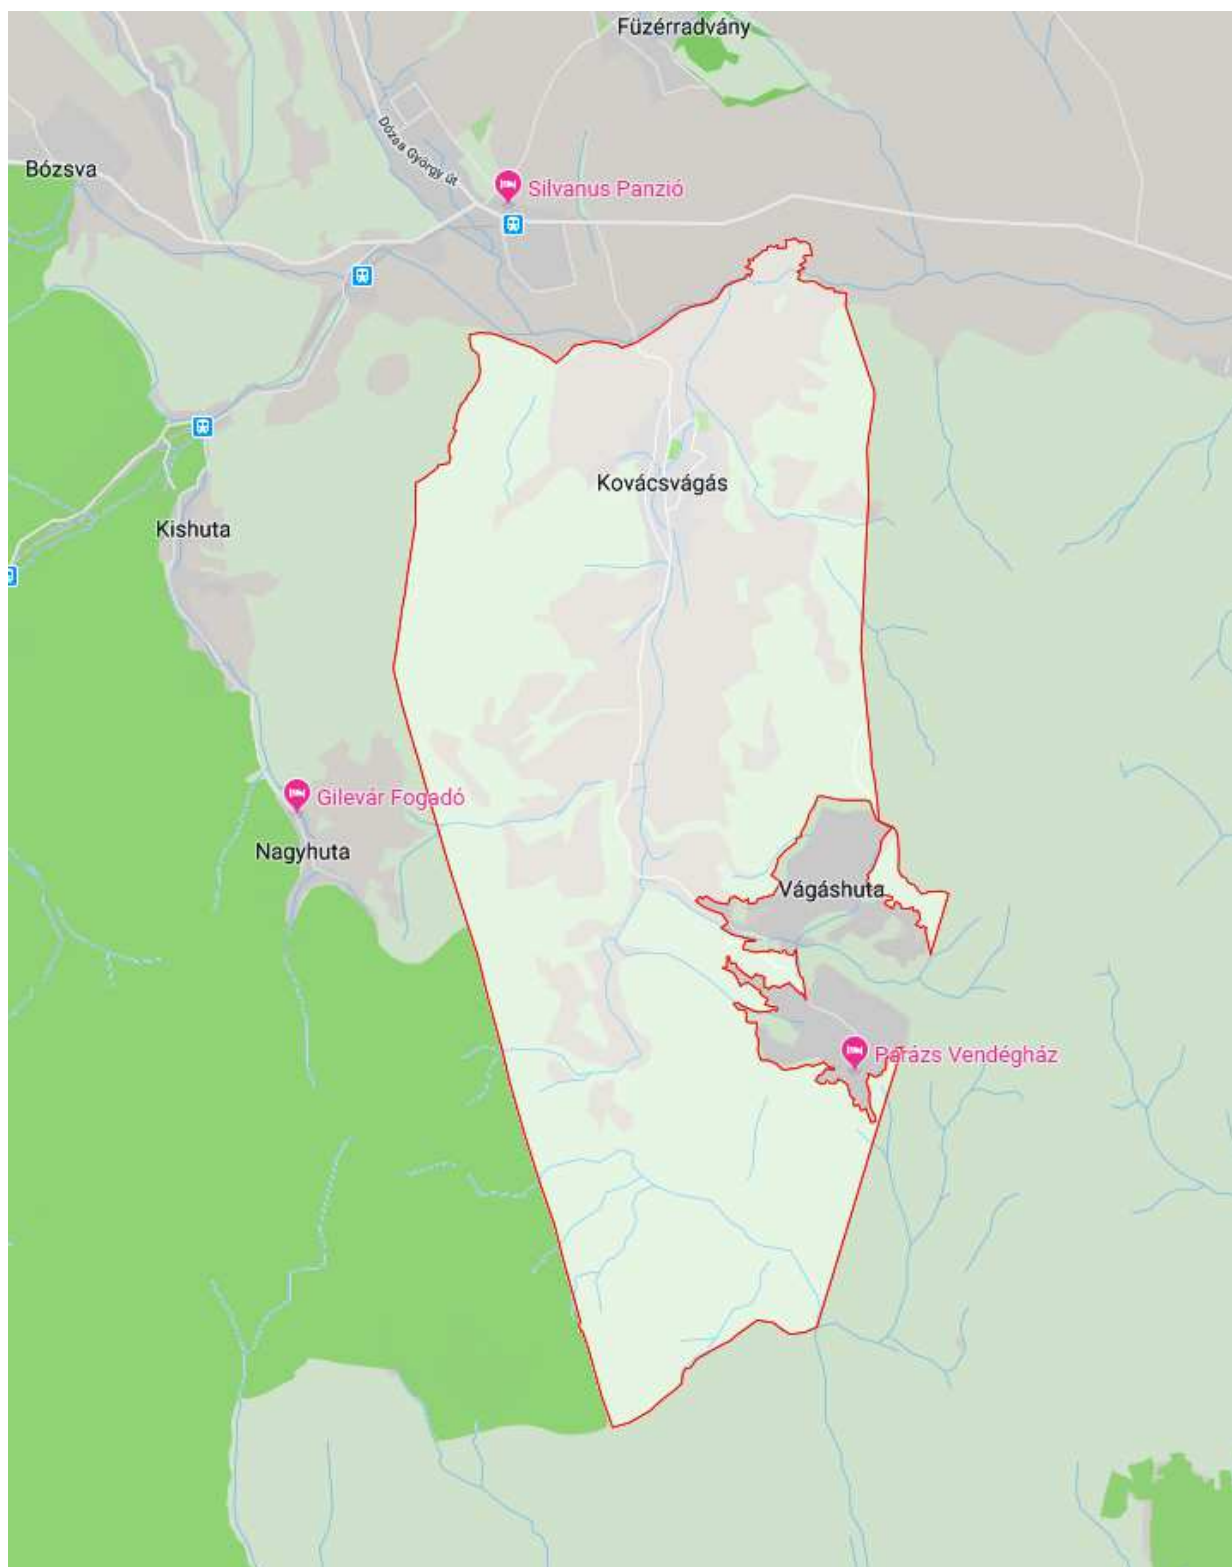 Füzérradvány
Dózsa György út
Bózsva
Silvanus Panzió
Kovácsvágás
Kishuta
Gilevár Fogadó
Nagyhuta
Vágáshuta
Parázs Vendégház